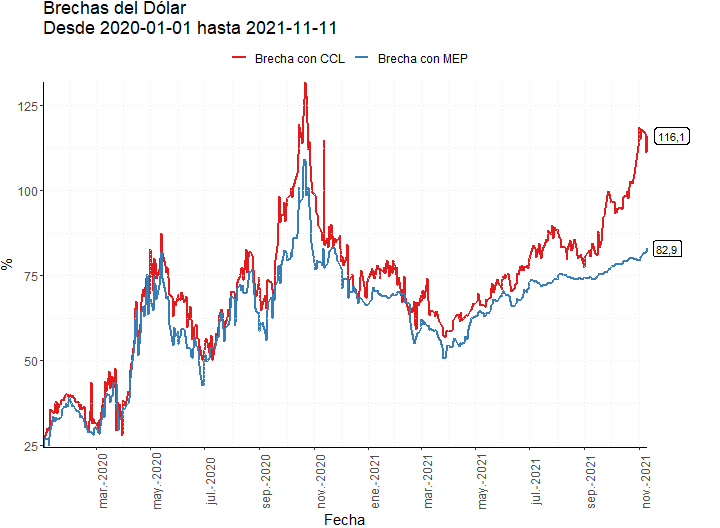 Brechas del Dólar
Desde 2020-01-01 hasta 2021-11-11
Brecha con CCL
Brecha con MEP
%
125
100
75
50
25
116,1
82,9
mar.-2020
may.-2020
jul.-2020
sep.-2020
nov.-2020
ene.-2021
mar.-2021
may.-2021
jul.-2021
sep.-2021
nov.-2021
Fecha